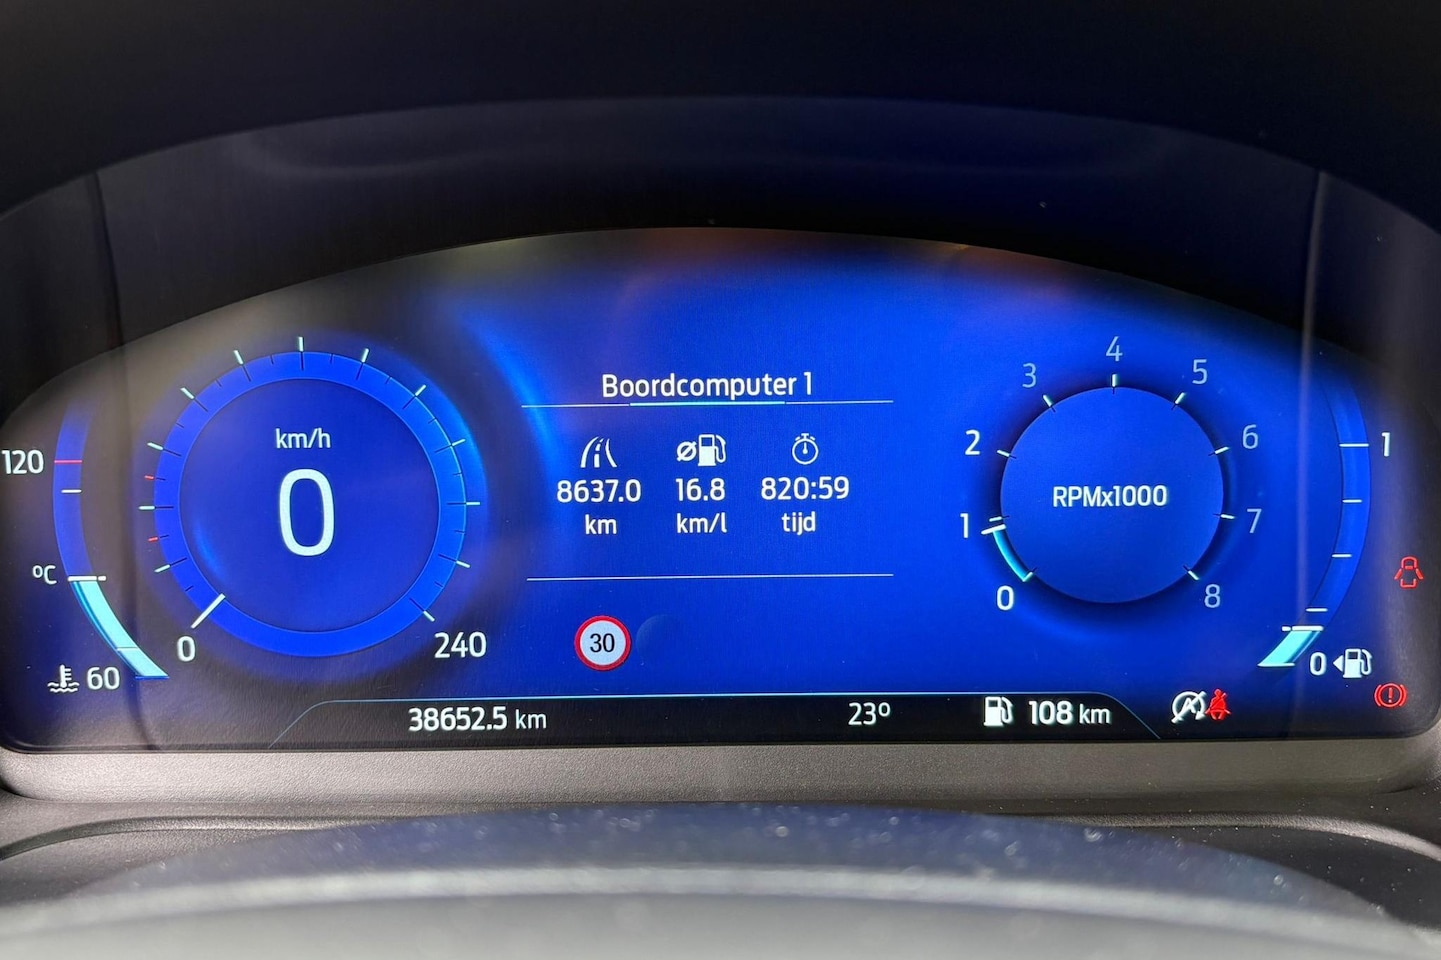 Boordcomputer 1
8637.0 16.8 820:59
km km/l tijd
km/h
0
0 240
120
°C
60
30
RPMx1000
0 1 2 3 4 5 6 7 8
1
0
38652.5 km 23° 108 km